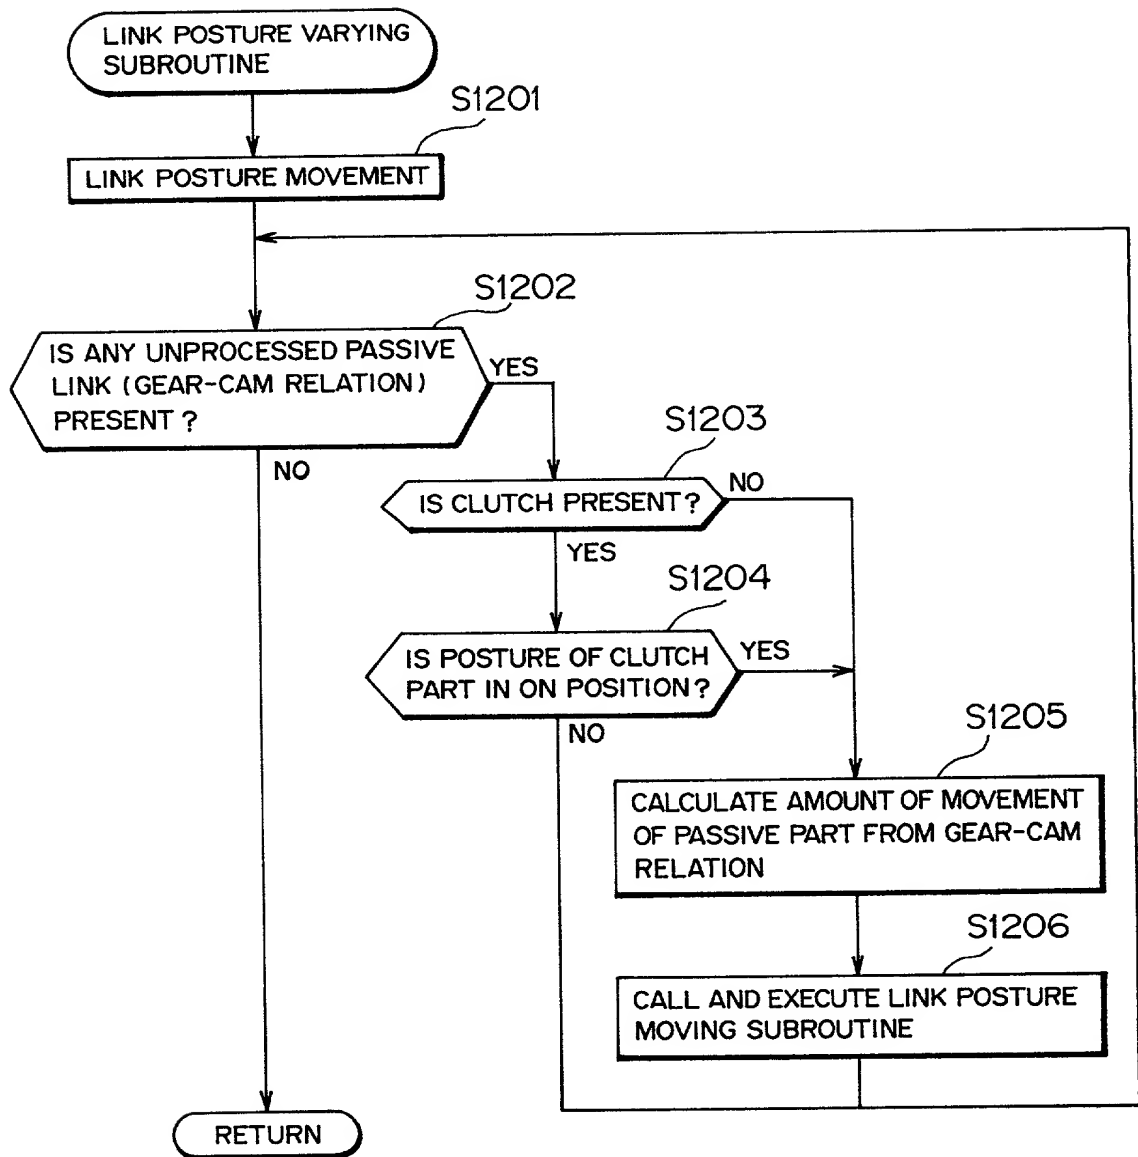 LINK POSTURE VARYING
SUBROUTINE
S1201
LINK POSTURE MOVEMENT
S1202
IS ANY UNPROCESSED PASSIVE
LINK (GEAR-CAM RELATION)
PRESENT?
YES
NO
S1203
IS CLUTCH PRESENT?
NO
YES
S1204
IS POSTURE OF CLUTCH
PART IN ON POSITION?
YES
NO
S1205
CALCULATE AMOUNT OF MOVEMENT
OF PASSIVE PART FROM GEAR-CAM
RELATION
S1206
CALL AND EXECUTE LINK POSTURE
MOVING SUBROUTINE
RETURN